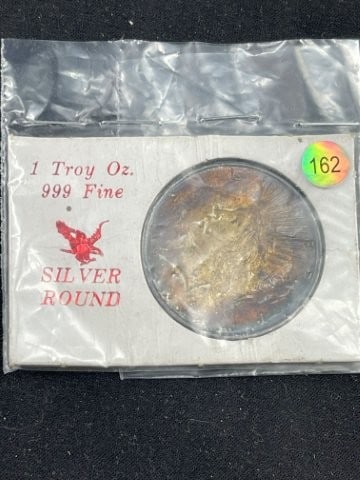 1 Troy Oz.
999 Fine
162
SILVER
ROUND